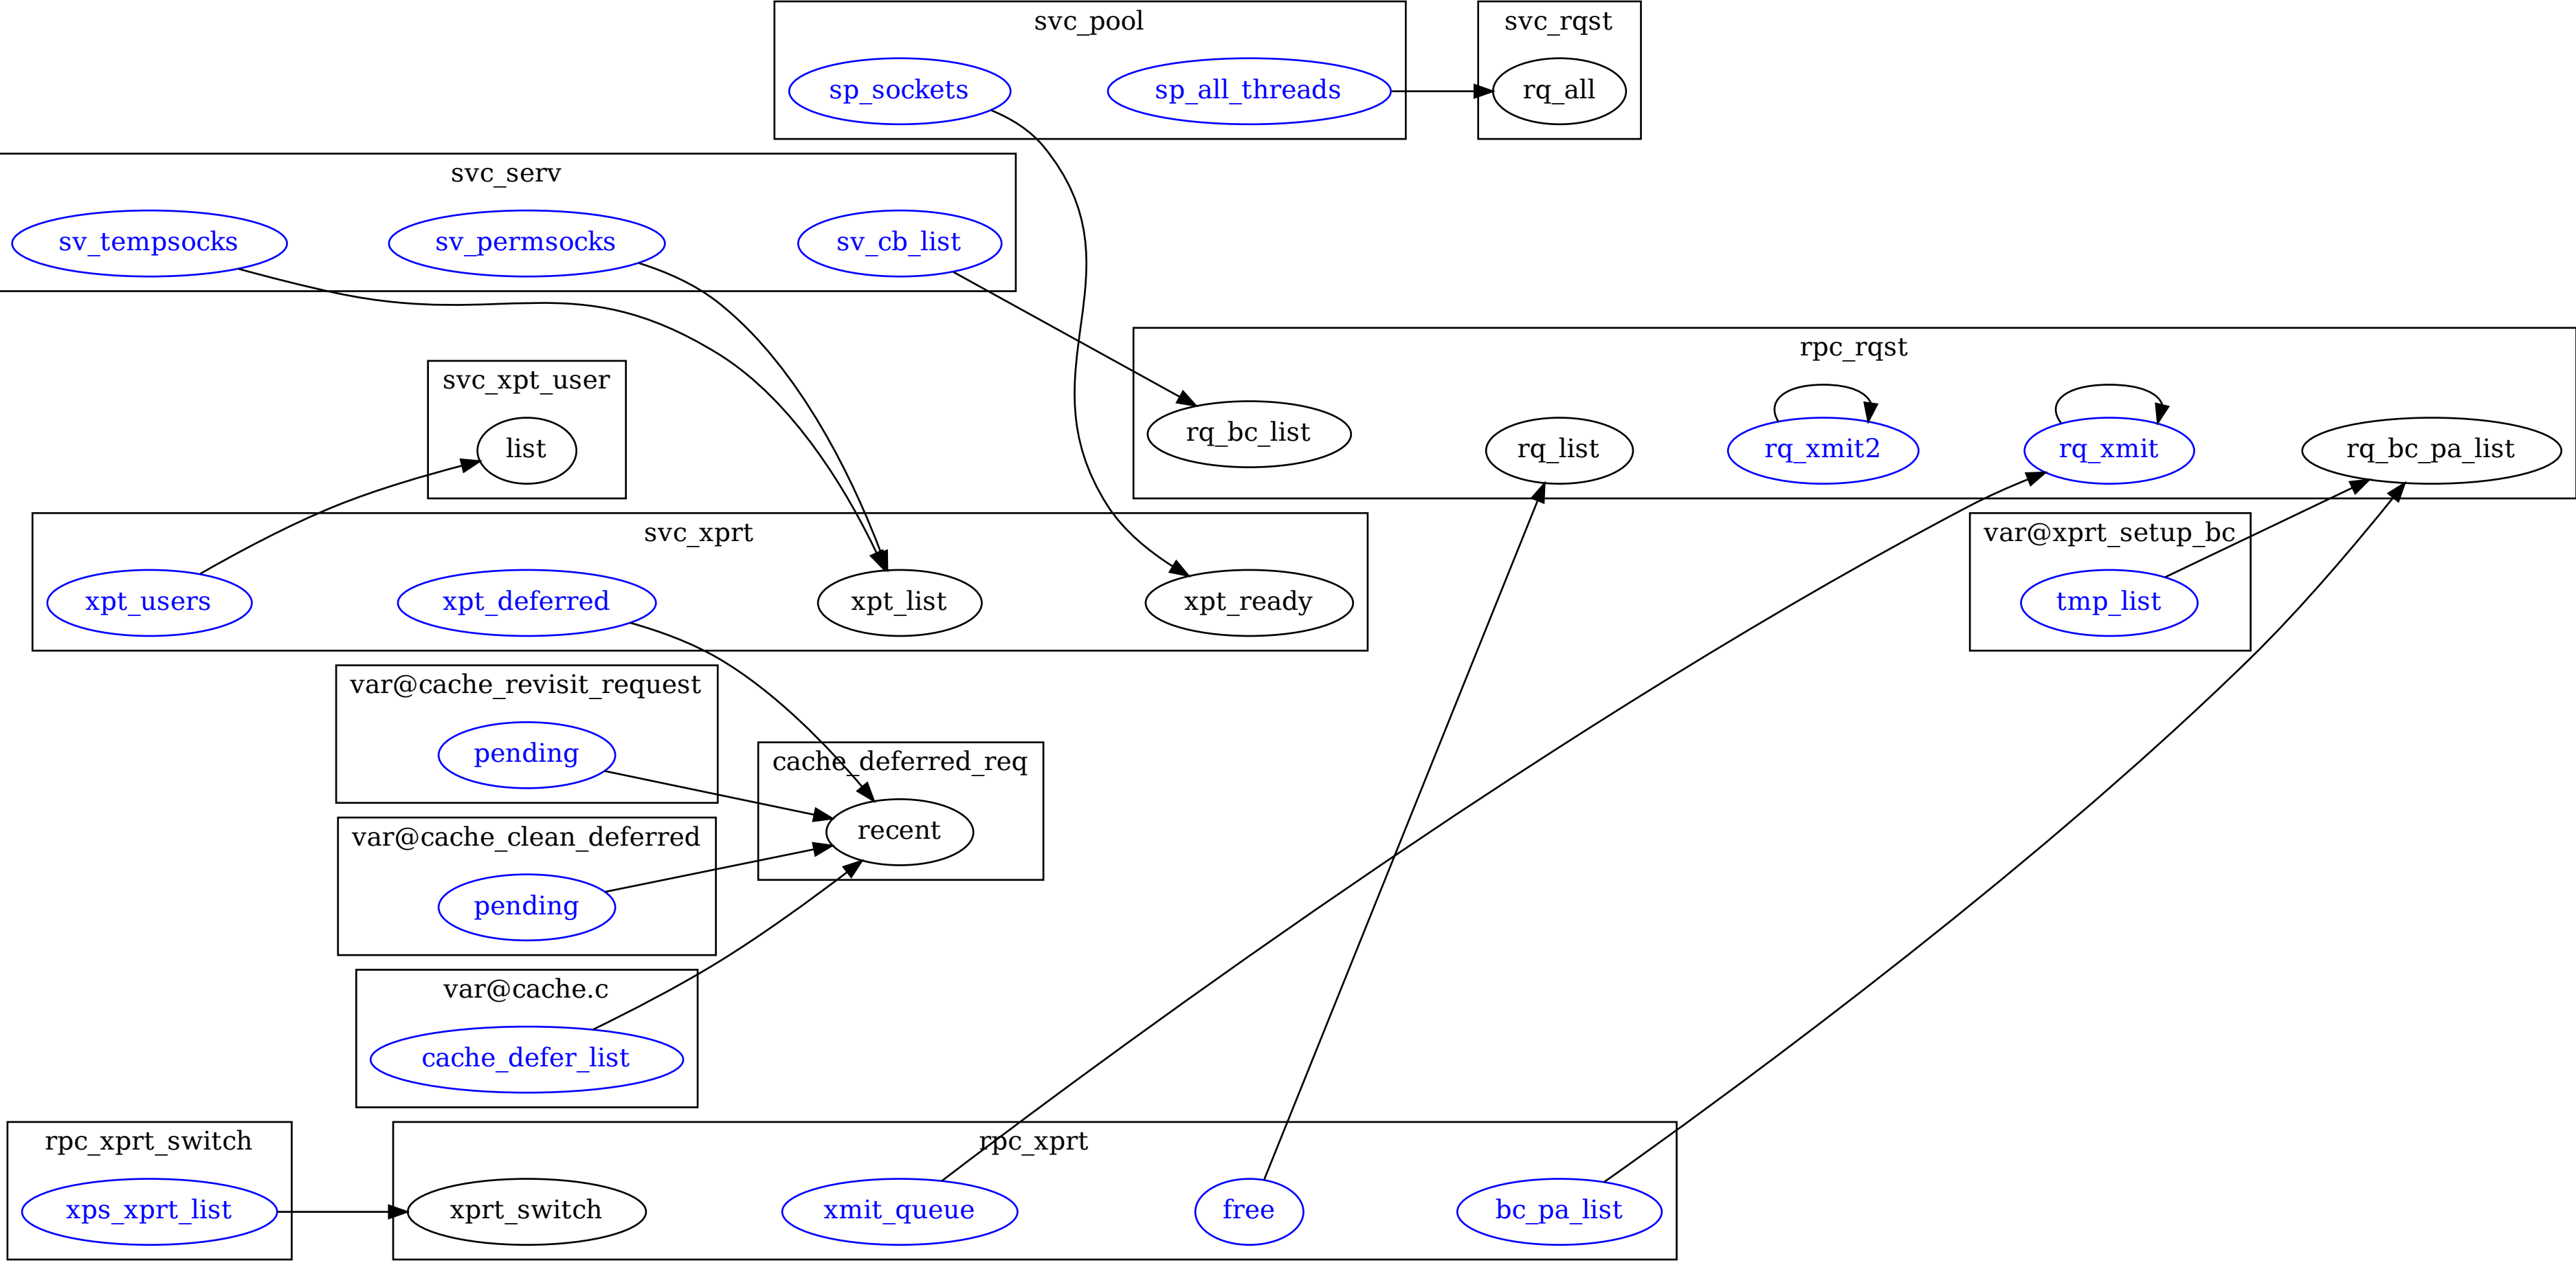 svc_pool
svc_rqst
sp_sockets
sp_all_threads
rq_all
svc_serv
sv_tempsocks
sv_permsocks
sv_cb_list
rpc_rqst
svc_xpt_user
list
rq_bc_list
rq_list
rq_xmit2
rq_xmit
rq_bc_pa_list
svc_xprt
var@xprt_setup_bc
xpt_users
xpt_deferred
xpt_list
xpt_ready
tmp_list
var@cache_revisit_request
pending
cache_deferred_req
recent
var@cache_clean_deferred
pending
var@cache.c
cache_defer_list
rpc_xprt_switch
rpc_xprt
xps_xprt_list
xprt_switch
xmit_queue
free
bc_pa_list